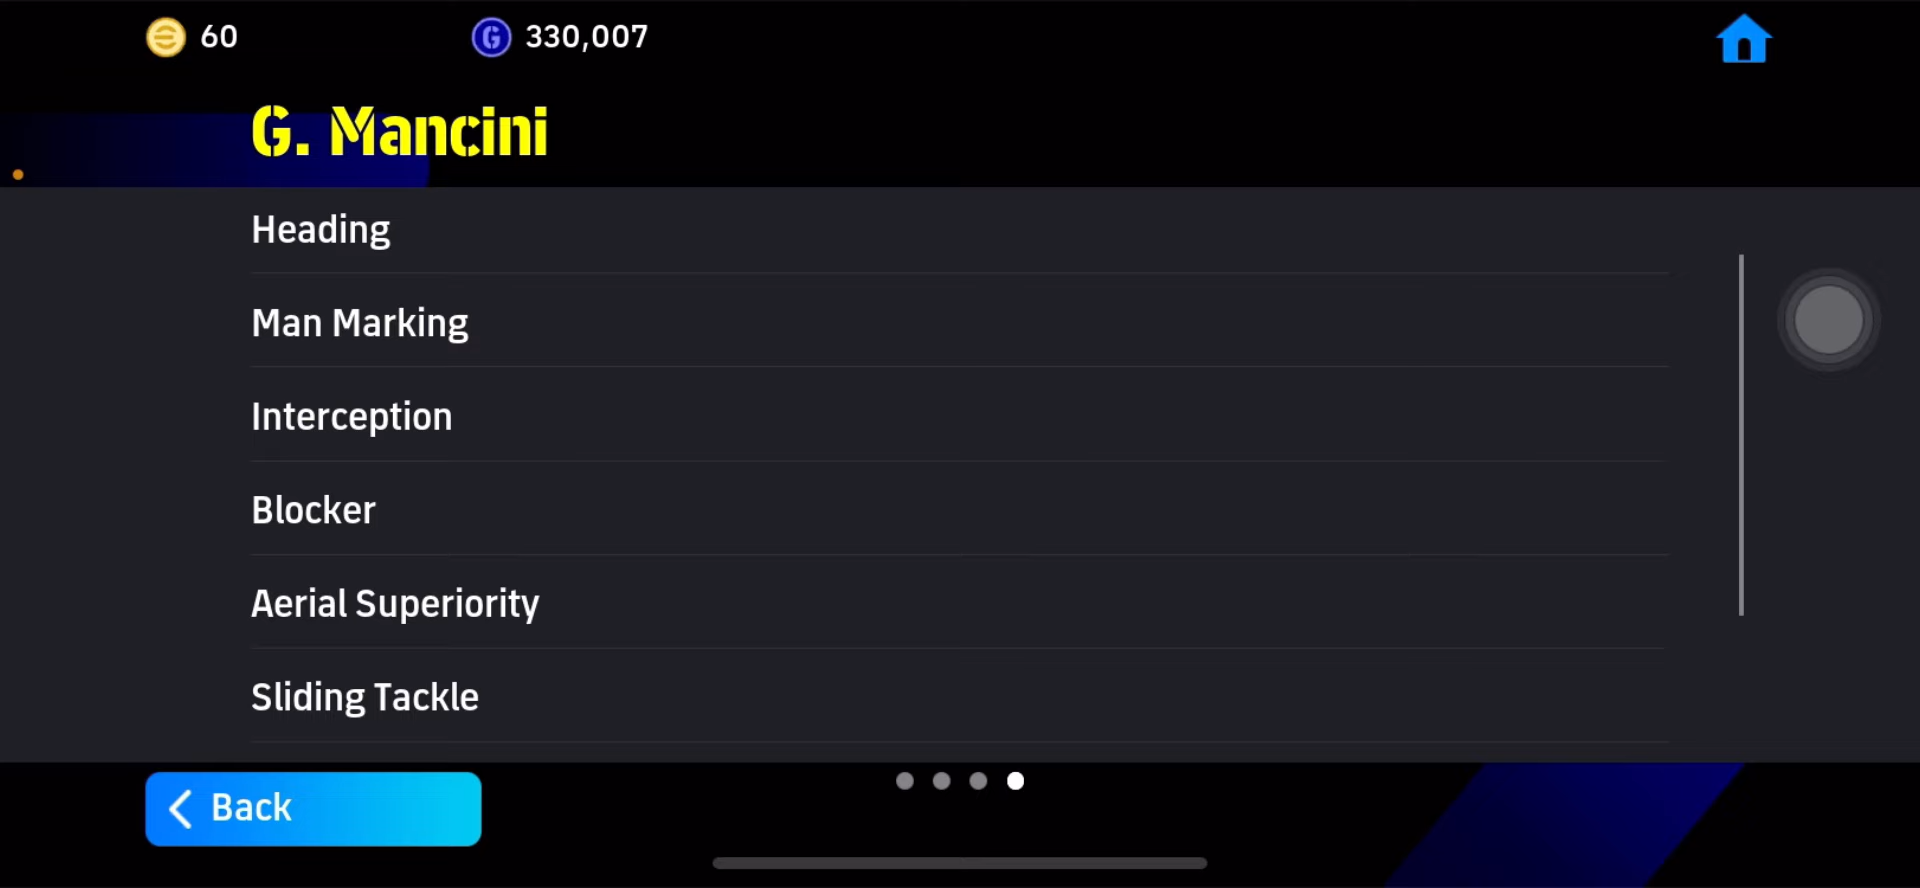 60
330,007
G. Mancini
Heading
Man Marking
Interception
Blocker
Aerial Superiority
Sliding Tackle
Back